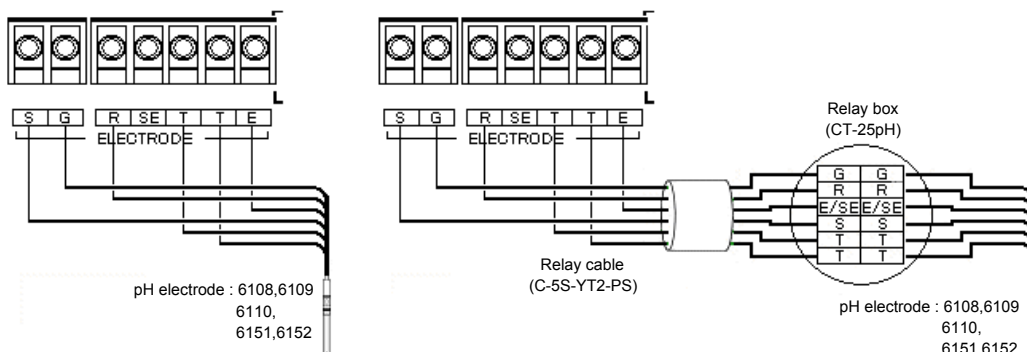 S G R SE T T E
ELECTRODE
pH electrode : 6108,6109
6110,
6151,6152
S G R SE T T E
ELECTRODE
Relay cable
(C-5S-YT2-PS)
Relay box
(CT-25pH)
G G
R R
E/SE E/SE
S S
T T
T T
pH electrode : 6108,6109
6110,
6151,6152